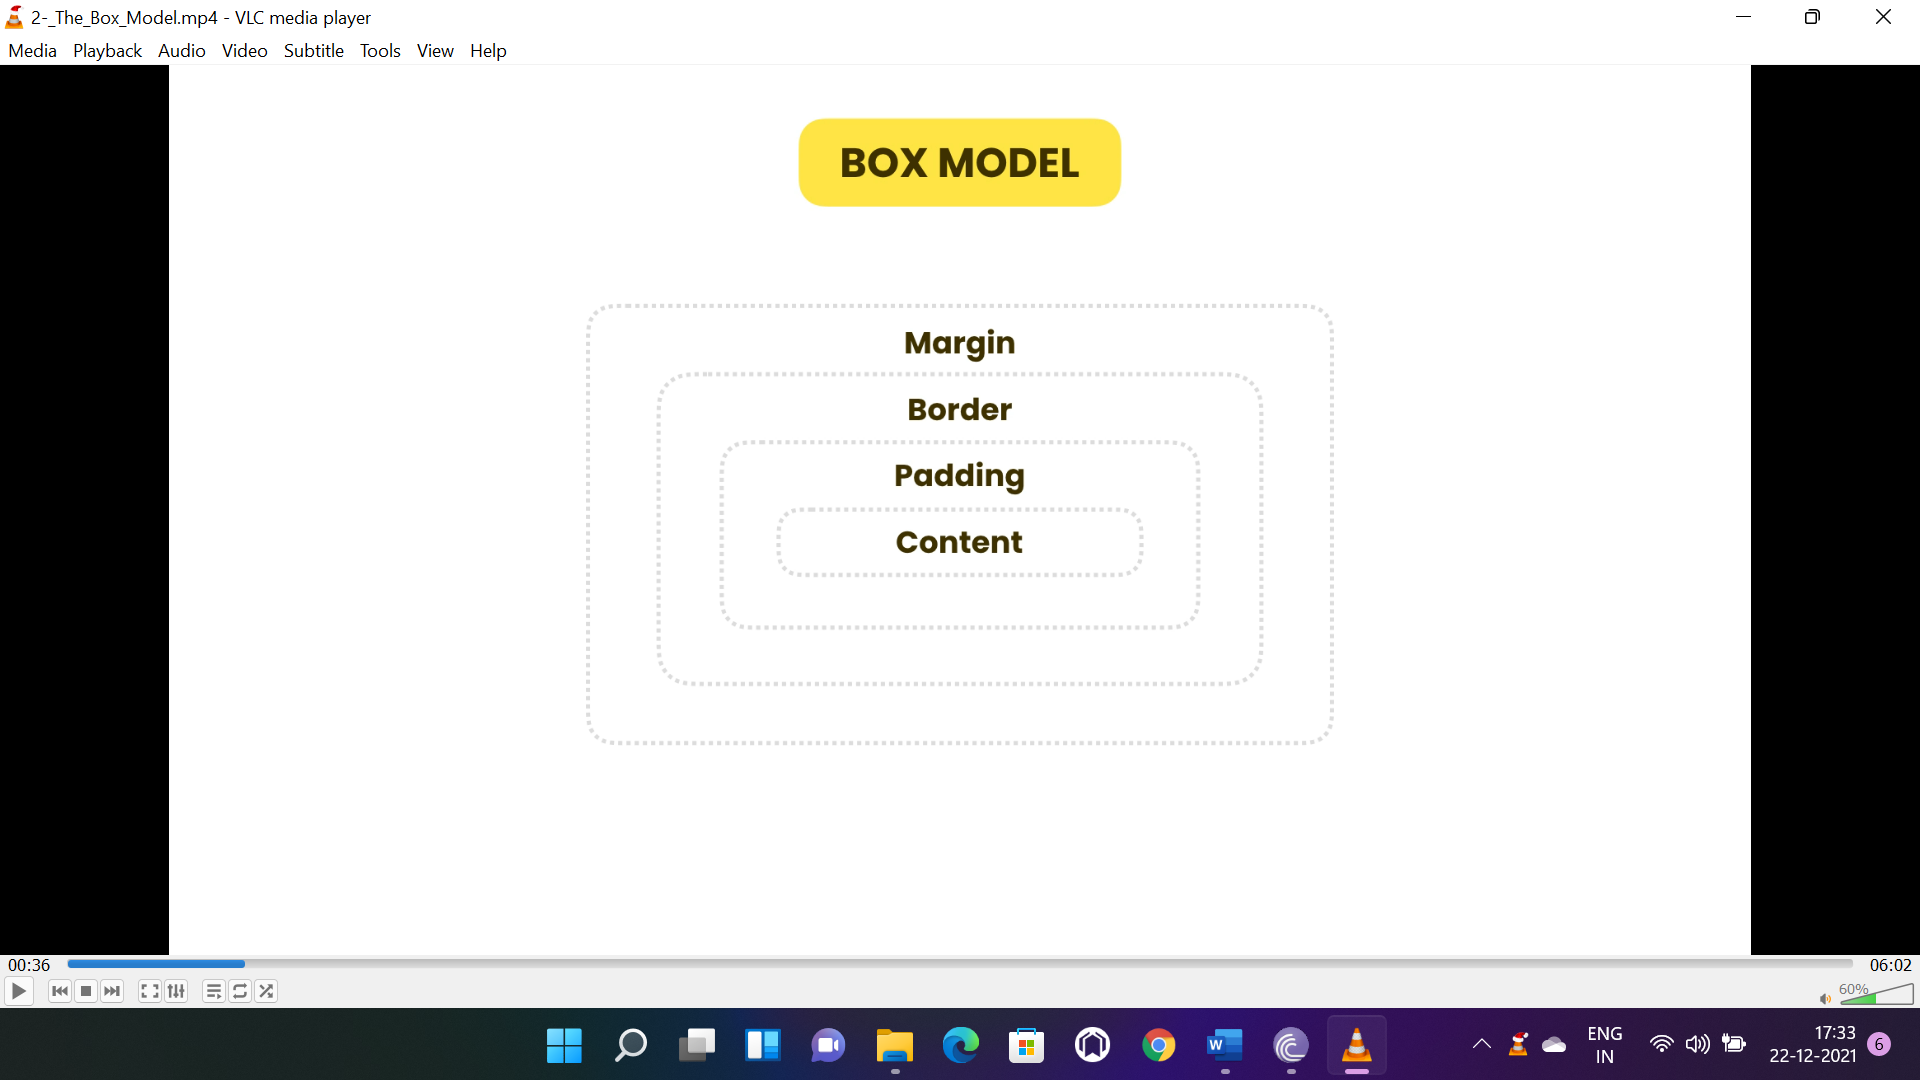 2-_The_Box_Model.mp4 - VLC media player
Media Playback Audio Video Subtitle Tools View Help
BOX MODEL
Margin
Border
Padding
Content
00:36
06:02
60%
W
ENG
IN
17:33
22-12-2021
6